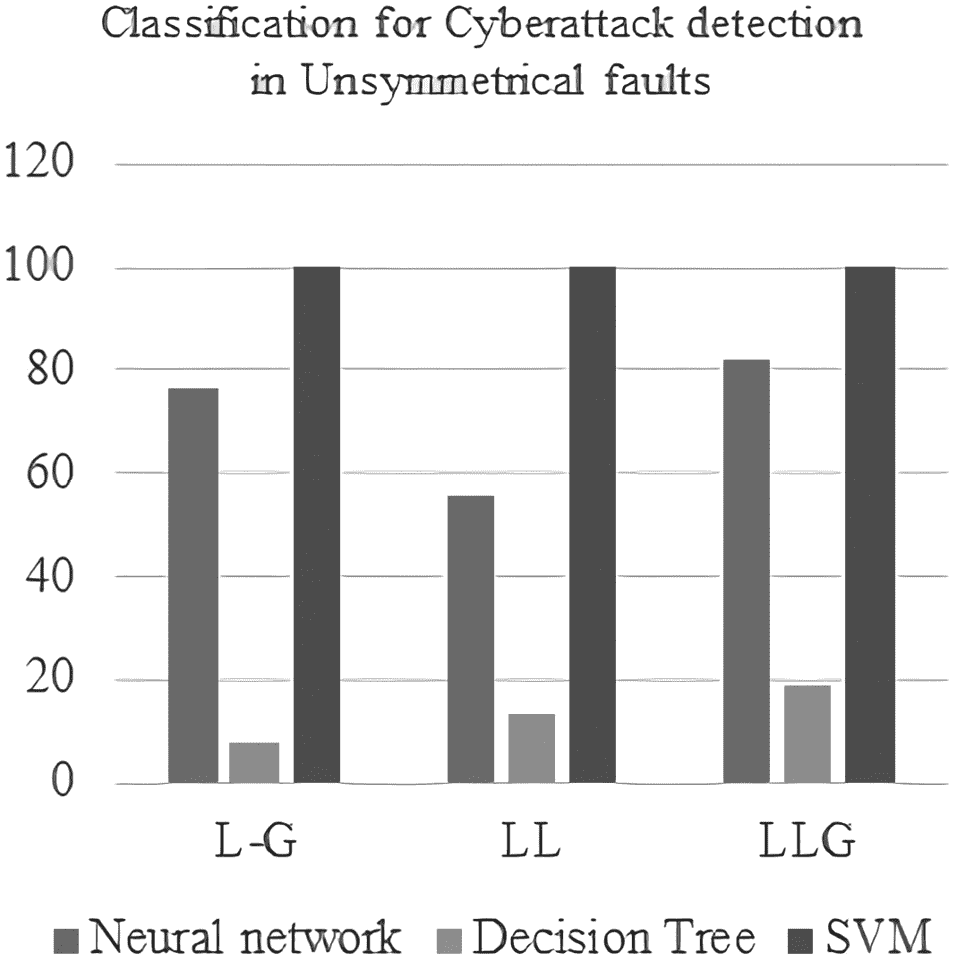 Classification for Cyberattack detection
in Unsymmetrical faults
120
100
80
60
40
20
0
L-G LL LLG
Neural network Decision Tree SVM